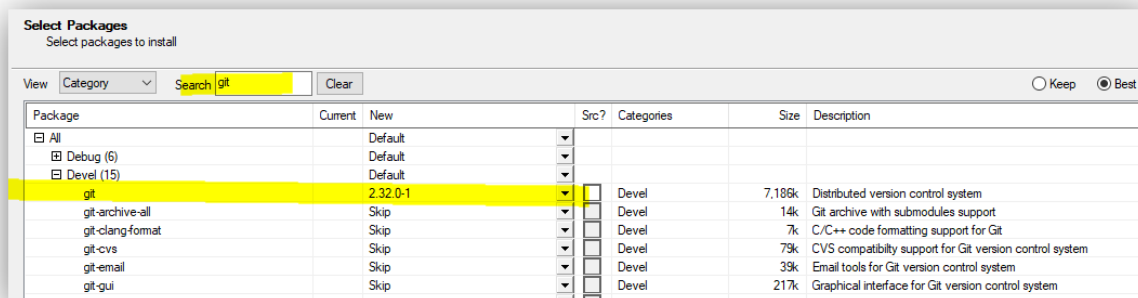 Select Packages
Select packages to install
View Category Search git Clear Keep Best
Package Current New Src? Categories Size Description
All Default
Debug (6) Default
Devel (15) Default
git 2.32.0-1 Devel 7,186k Distributed version control system
git-archive-all Skip Devel 14k Git archive with submodules support
git-clang-format Skip Devel 7k C/C++ code formatting support for Git
git-cvs Skip Devel 79k CVS compatibilty support for Git version control system
git-email Skip Devel 39k Email tools for Git version control system
git-gui Skip Devel 217k Graphical interface for Git version control system